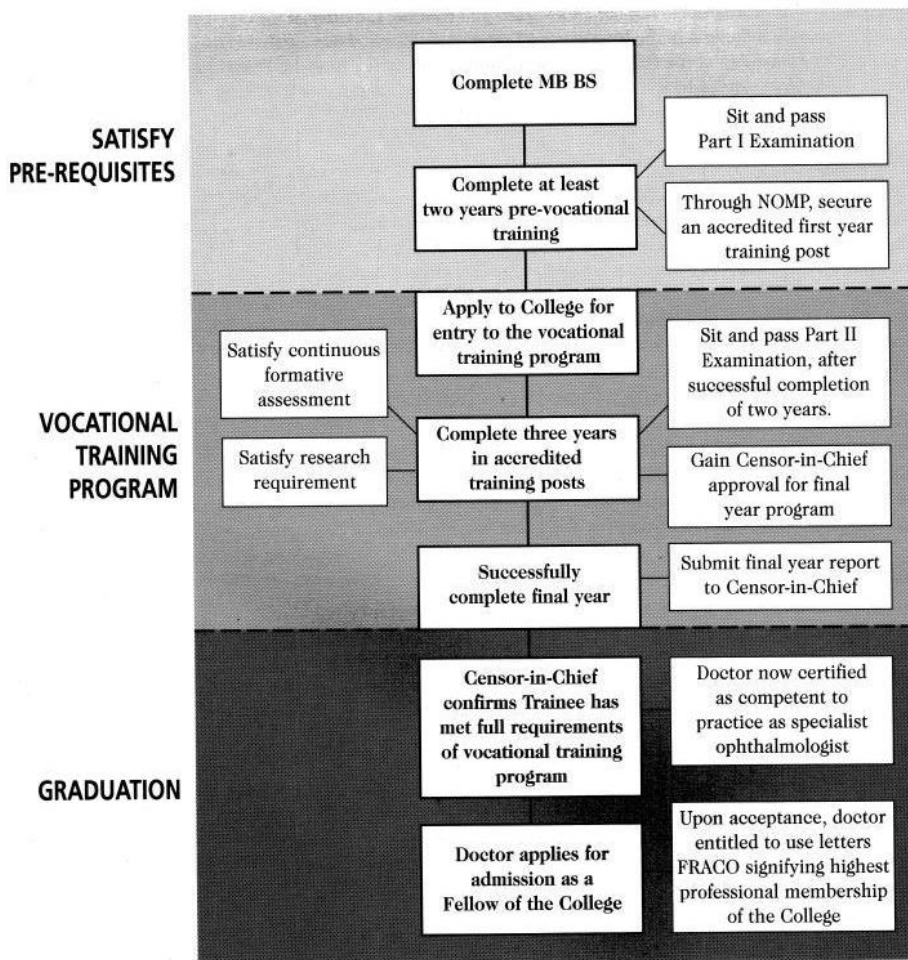 SATISFY
PRE-REQUISITES
Complete MB BS
Sit and pass
Part I Examination
Complete at least
two years pre-vocational
training
Through NOMP, secure
an accredited first year
training post
VOCATIONAL
TRAINING
PROGRAM
Apply to College for
entry to the vocational
training program
Satisfy continuous
formative
assessment
Sit and pass Part II
Examination, after
successful completion
of two years.
Complete three years
in accredited
training posts
Satisfy research
requirement
Gain Censor-in-Chief
approval for final
year program
Successfully
complete final year
Submit final year report
to Censor-in-Chief
GRADUATION
Censor-in-Chief
confirms Trainee has
met full requirements
of vocational training
program
Doctor now certified
as competent to
practice as specialist
ophthalmologist
Doctor applies for
admission as a
Fellow of the College
Upon acceptance, doctor
entitled to use letters
FRACO signifying highest
professional membership
of the College